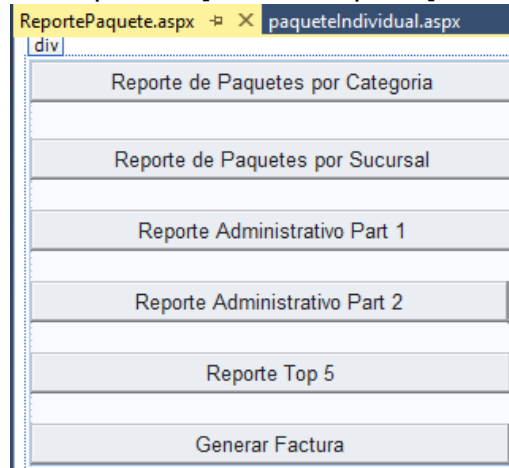 ReportePaquete.aspx paqueteIndividual.aspx
div
Reporte de Paquetes por Categoria
Reporte de Paquetes por Sucursal
Reporte Administrativo Part 1
Reporte Administrativo Part 2
Reporte Top 5
Generar Factura